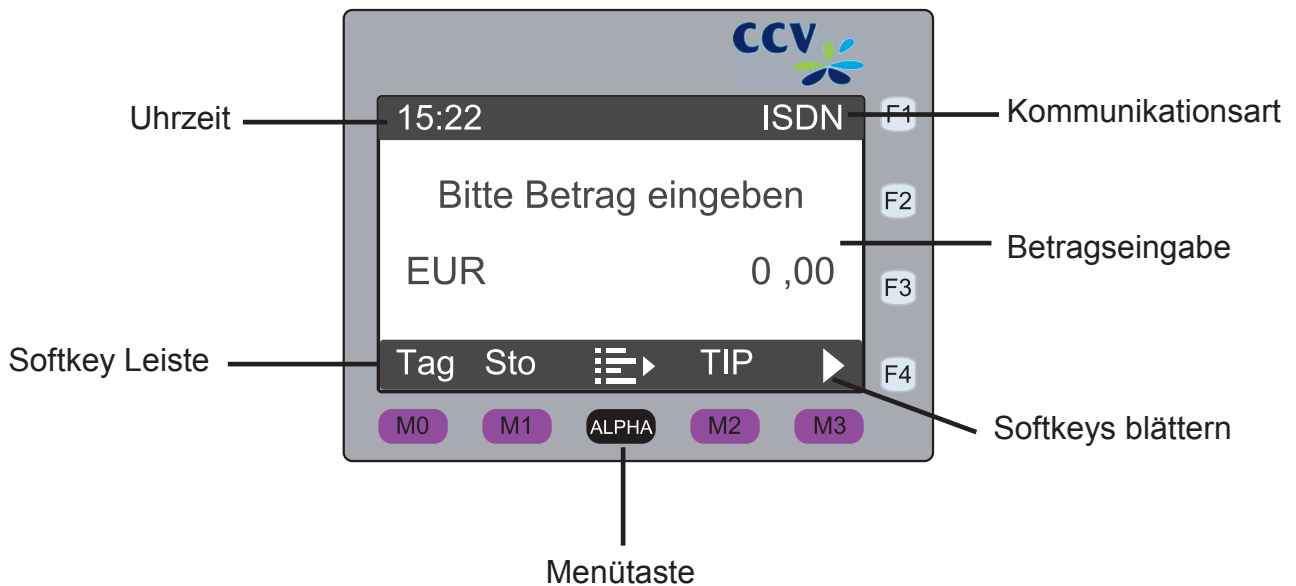 CCV
Uhrzeit
15:22 ISDN
F1
Kommunikationsart
Bitte Betrag eingeben
F2
Betragseingabe
EUR 0 ,00
F3
Softkey Leiste
Tag Sto TIP
F4
M0 M1 ALPHA M2 M3
Softkeys blättern
Menütaste